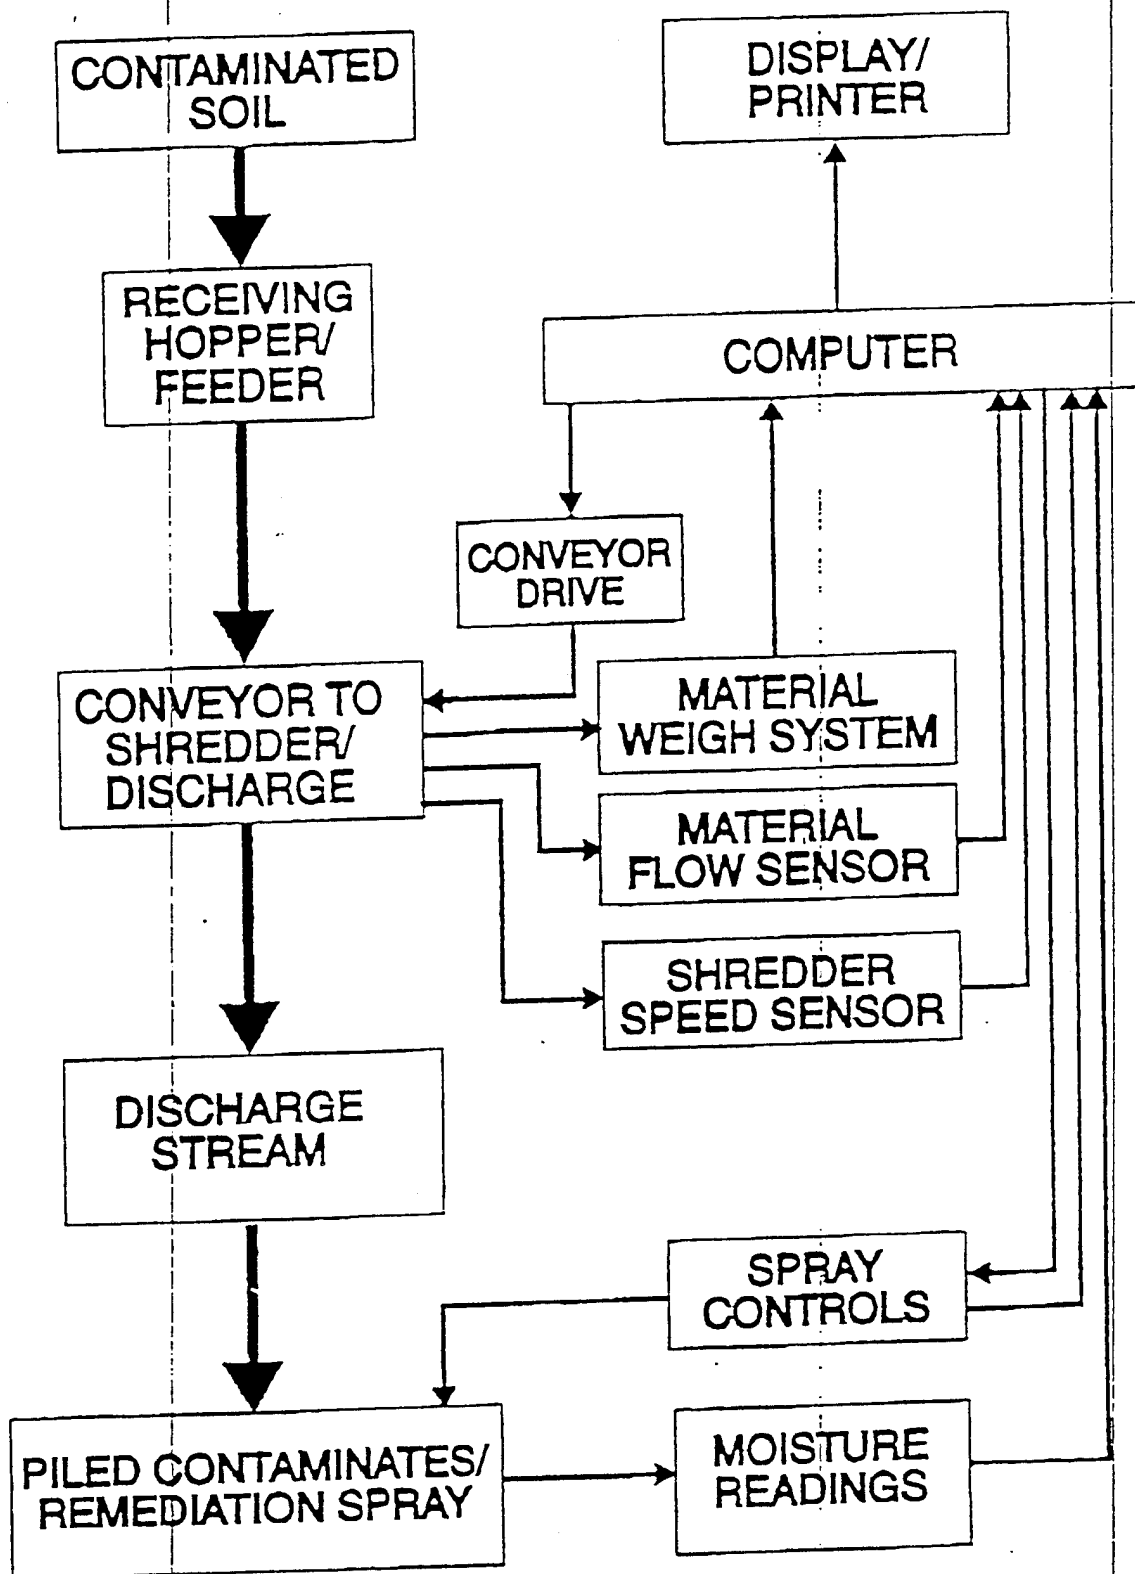 CONTAMINATED
SOIL
DISPLAY/
PRINTER
RECEIVING
HOPPER/
FEEDER
COMPUTER
CONVEYOR
DRIVE
CONVEYOR TO
SHREDDER/
DISCHARGE
MATERIAL
WEIGH SYSTEM
MATERIAL
FLOW SENSOR
SHREDDER
SPEED SENSOR
DISCHARGE
STREAM
SPRAY
CONTROLS
PILED CONTAMINATES/
REMEDIATION SPRAY
MOISTURE
READINGS